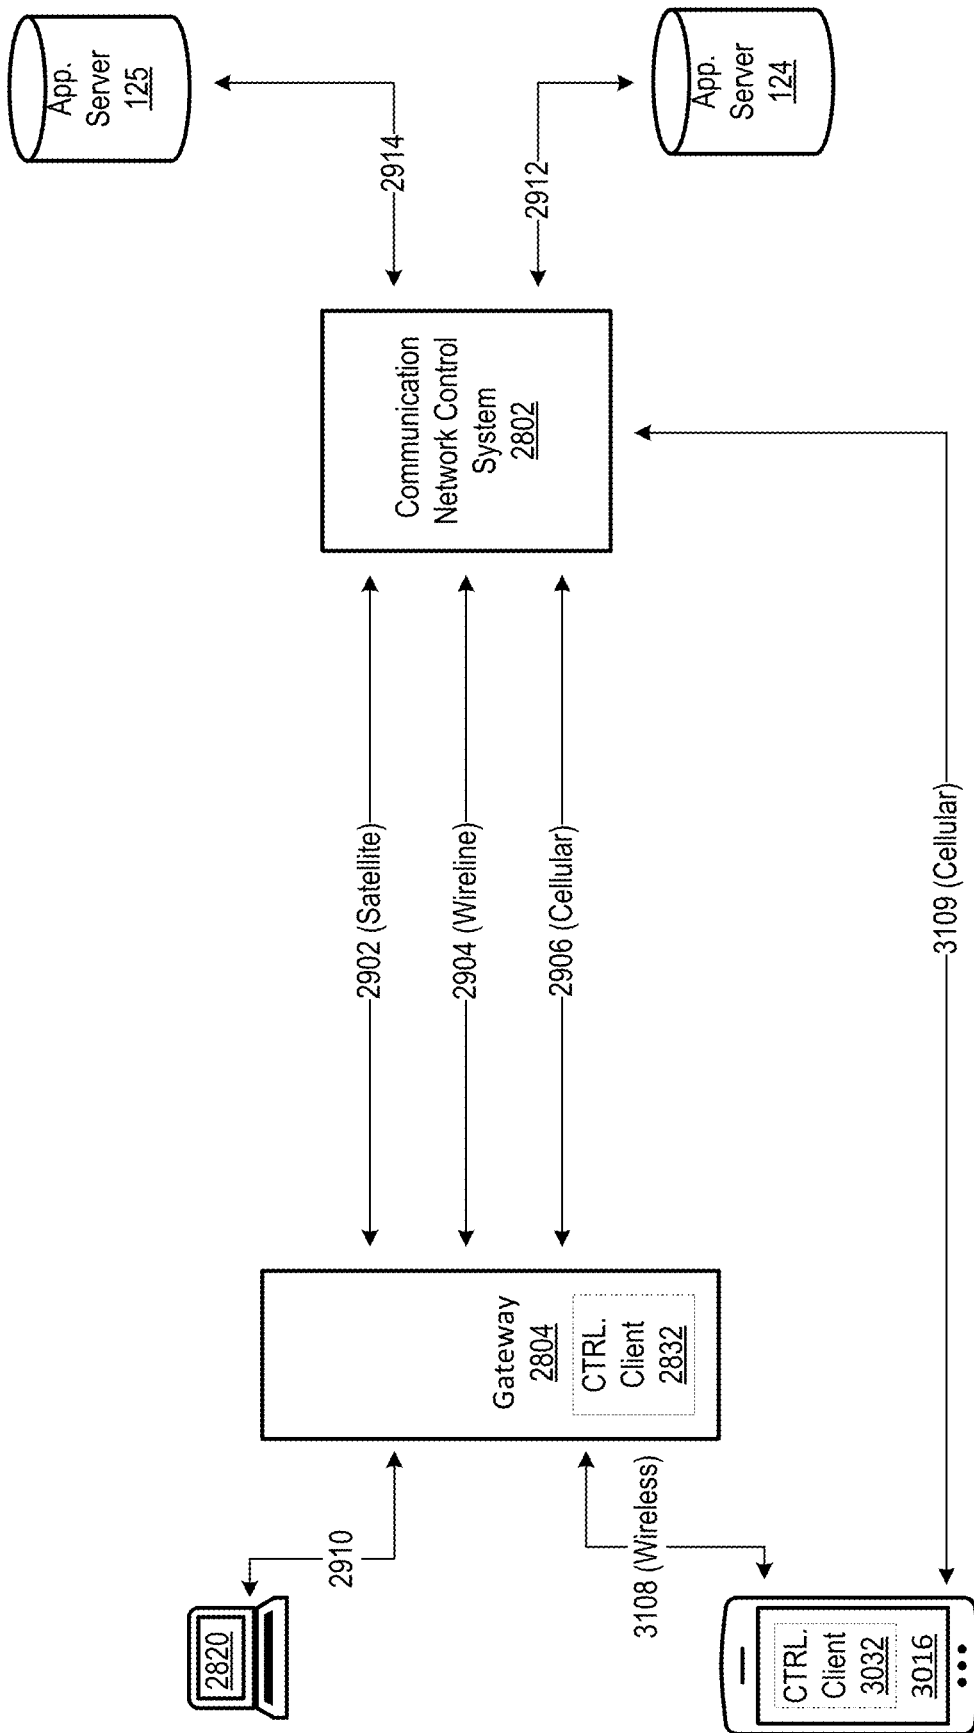 2820
2910
Gateway
2804
CTRL.
Client
2832
3108 (Wireless)
CTRL.
Client
3032
3016
2902 (Satellite)
2904 (Wireline)
2906 (Cellular)
3109 (Cellular)
Communication
Network Control
System
2802
2914
2912
App.
Server
125
App.
Server
124